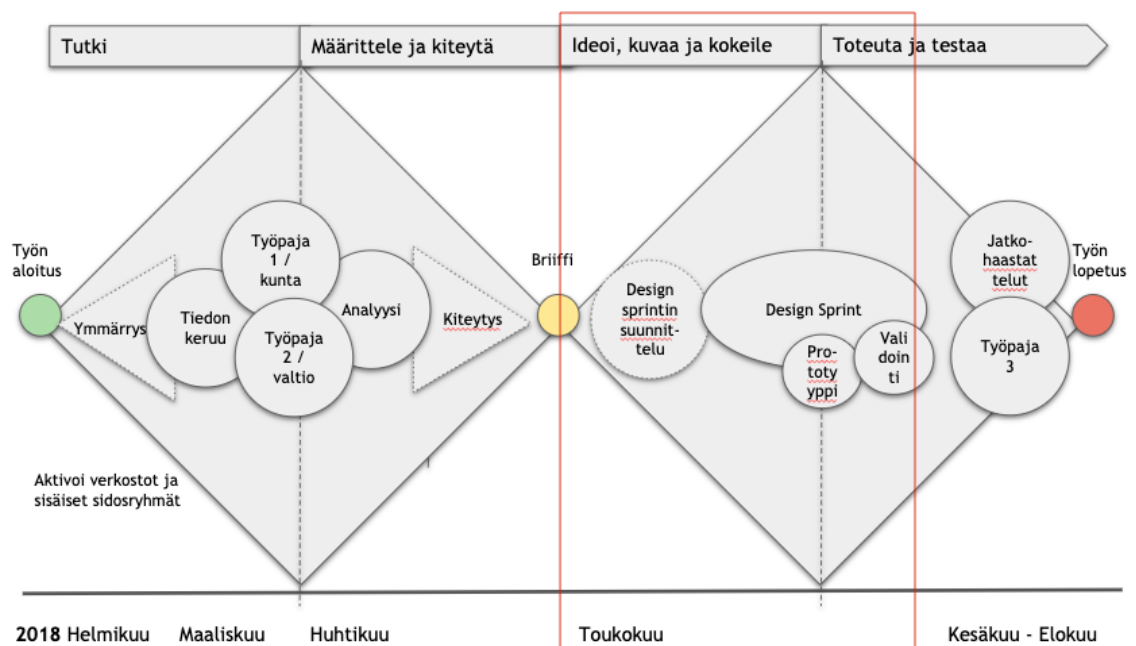 Tutki
Määrittele ja kiteytä
Ideoi, kuvaa ja kokeile
Toteuta ja testaa
Työn
aloitus
Ymmärrys
Tiedon
keruu
Työpaja
1 /
kunta
Työpaja
2 /
valtio
Analyysi
Kiteytys
Briiffi
Design
sprintin
suunnit-
telu
Design Sprint
Pro-
toty
yppi
Vali
doin
ti
Jatko-
haastat
telut
Työpaja
3
Työn
lopetus
Aktivoi verkostot ja
sisäiset sidosryhmät
2018 Helmikuu
Maaliskuu
Huhtikuu
Toukokuu
Kesäkuu - Elokuu